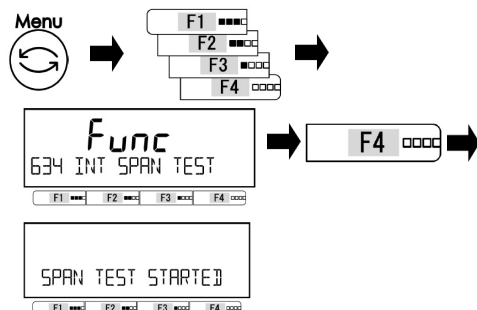 Menu
F1
F2
F3
F4
Func
634 INT SPAN TEST
F1 F2 F3 F4
F4
SPAN TEST STARTED
F1 F2 F3 F4